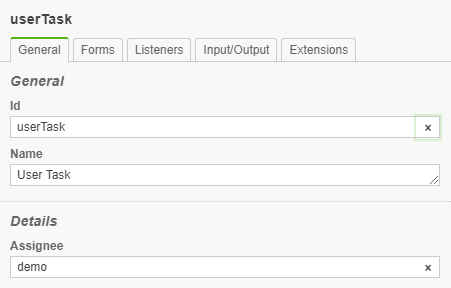 userTask
General Forms Listeners Input/Output Extensions
General
Id
userTask ×
Name
User Task
Details
Assignee
demo ×